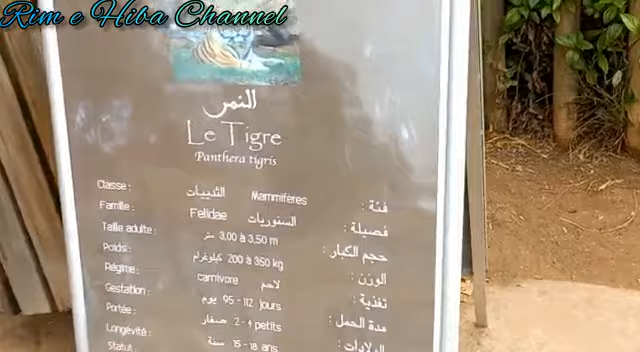 Rim e Hiba Channel
النمر
Le Tigre
Panthera tigris
Classe : الثدييات Mammifères فئة :
Famille : Felidae السنوريات فصيلة :
Taille adulte : 3,00 à 3,50 m متر حجم الكبار :
Poids : 200 à 350 kg كيلوغرام الوزن :
Régime : carnivore لاحم تغذية :
Gestation : 95 - 112 jours يوم مدة الحمل :
Portée : 2 - 4 petits صغار الولادات :
Longévité : 15 - 18 ans سنة
Statut :